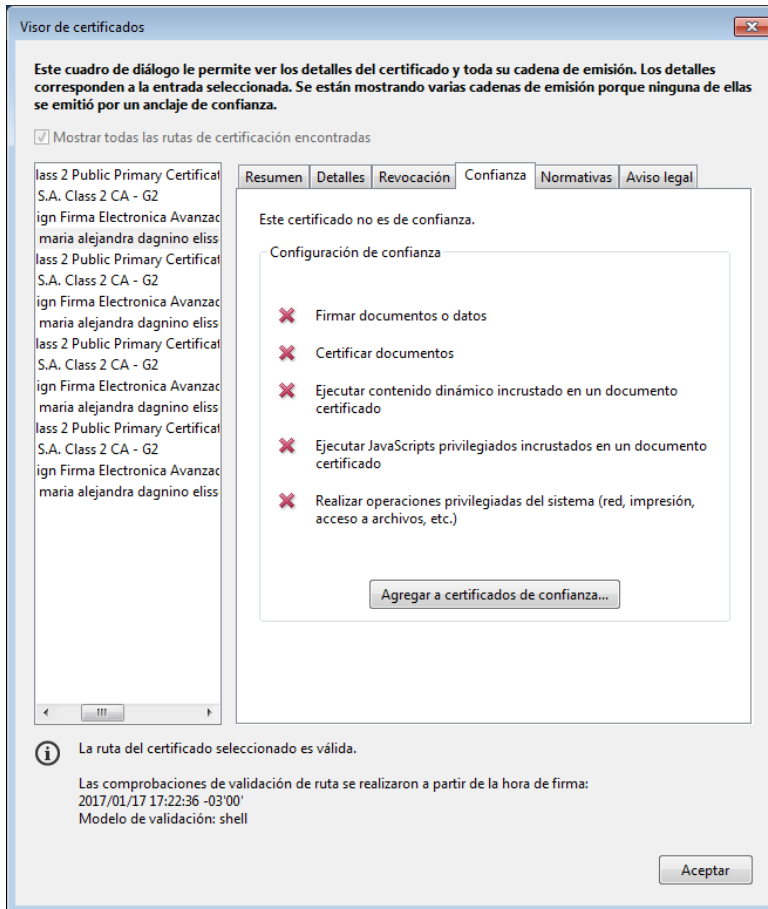 Visor de certificados
Este cuadro de diálogo le permite ver los detalles del certificado y toda su cadena de emisión. Los detalles
corresponden a la entrada seleccionada. Se están mostrando varias cadenas de emisión porque ninguna de ellas
se emitió por un anclaje de confianza.
Mostrar todas las rutas de certificación encontradas
lass 2 Public Primary Certificat
S.A. Class 2 CA - G2
ign Firma Electronica Avanzac
maria alejandra dagnino eliss
lass 2 Public Primary Certificat
S.A. Class 2 CA - G2
ign Firma Electronica Avanzac
maria alejandra dagnino eliss
lass 2 Public Primary Certificat
S.A. Class 2 CA - G2
ign Firma Electronica Avanzac
maria alejandra dagnino eliss
lass 2 Public Primary Certificat
S.A. Class 2 CA - G2
ign Firma Electronica Avanzac
maria alejandra dagnino eliss
Resumen Detalles Revocación Confianza Normativas Aviso legal
Este certificado no es de confianza.
Configuración de confianza
Firmar documentos o datos
Certificar documentos
Ejecutar contenido dinámico incrustado en un documento
certificado
Ejecutar JavaScripts privilegiados incrustados en un documento
certificado
Realizar operaciones privilegiadas del sistema (red, impresión,
acceso a archivos, etc.)
Agregar a certificados de confianza...
La ruta del certificado seleccionado es válida.
Las comprobaciones de validación de ruta se realizaron a partir de la hora de firma:
2017/01/17 17:22:36 -03'00'
Modelo de validación: shell
Aceptar